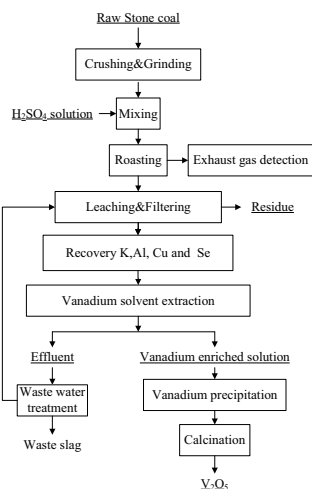 Raw Stone coal
Crushing&Grinding
H₂SO₄ solution
Mixing
Roasting
Exhaust gas detection
Leaching&Filtering
Residue
Recovery K,Al, Cu and Se
Vanadium solvent extraction
Effluent
Vanadium enriched solution
Waste water
treatment
Vanadium precipitation
Waste slag
Calcination
V₂O₅